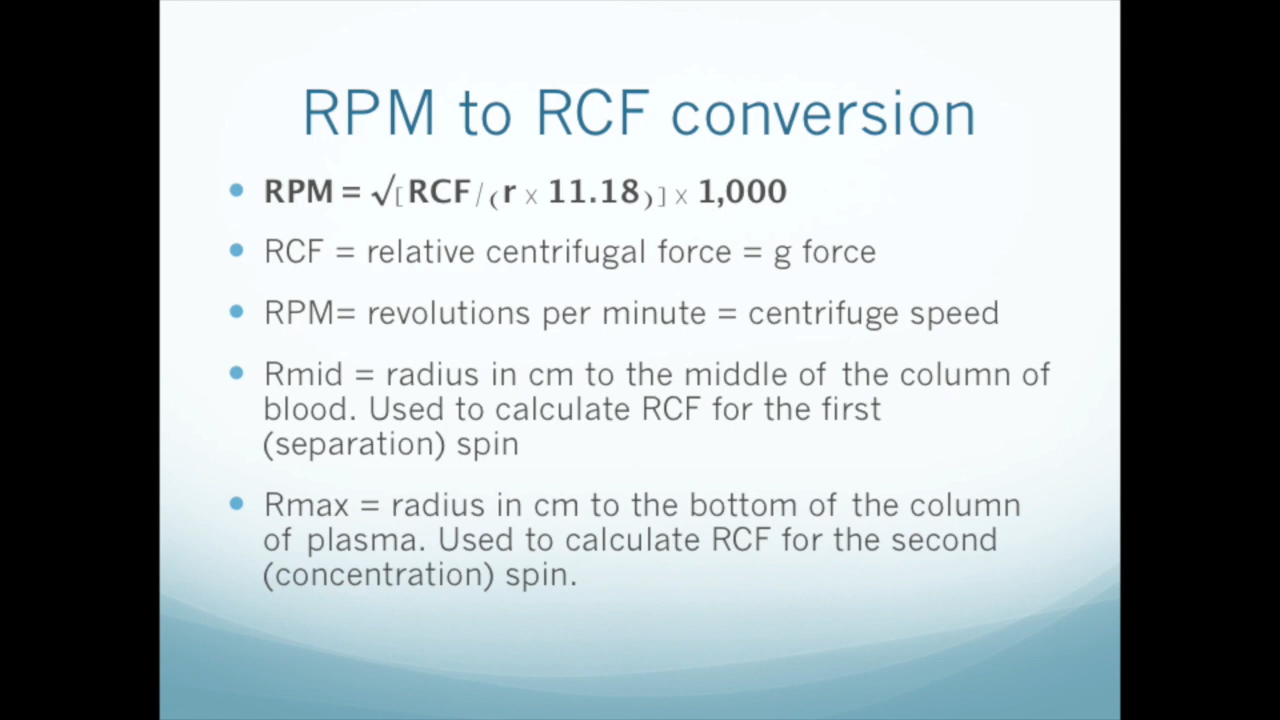 RPM to RCF conversion
• RPM = √[RCF/(r x 11.18)] x 1,000
• RCF = relative centrifugal force = g force
• RPM= revolutions per minute = centrifuge speed
• Rmid = radius in cm to the middle of the column of
blood. Used to calculate RCF for the first
(separation) spin
• Rmax = radius in cm to the bottom of the column
of plasma. Used to calculate RCF for the second
(concentration) spin.